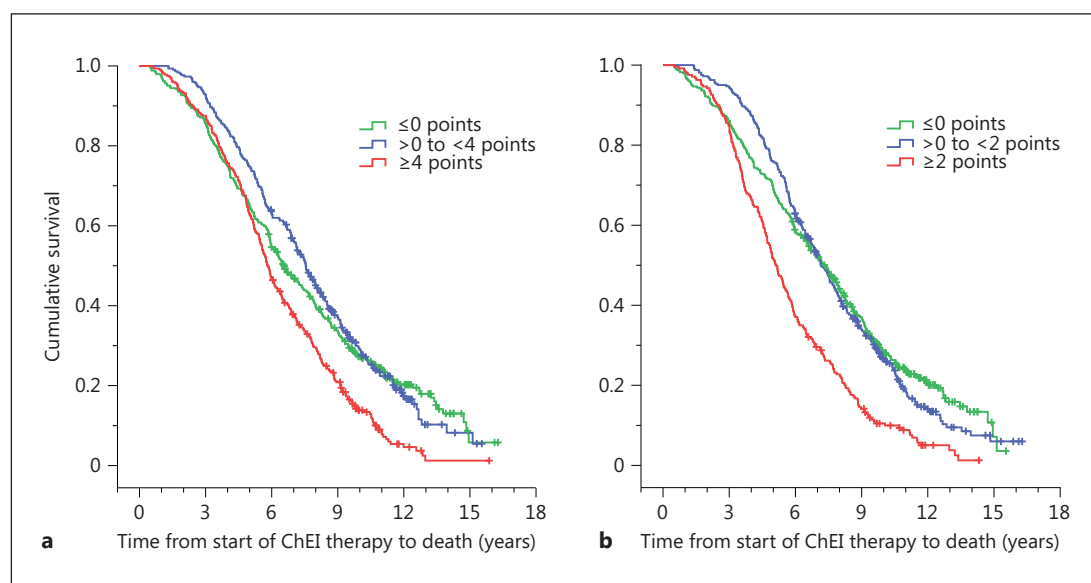 1.0
0.8
0.6
0.4
0.2
0
Cumulative survival
≤0 points
>0 to <4 points
≥4 points
0 3 6 9 12 15 18
a Time from start of ChEI therapy to death (years)
1.0
0.8
0.6
0.4
0.2
0
≤0 points
>0 to <2 points
≥2 points
0 3 6 9 12 15 18
b Time from start of ChEI therapy to death (years)